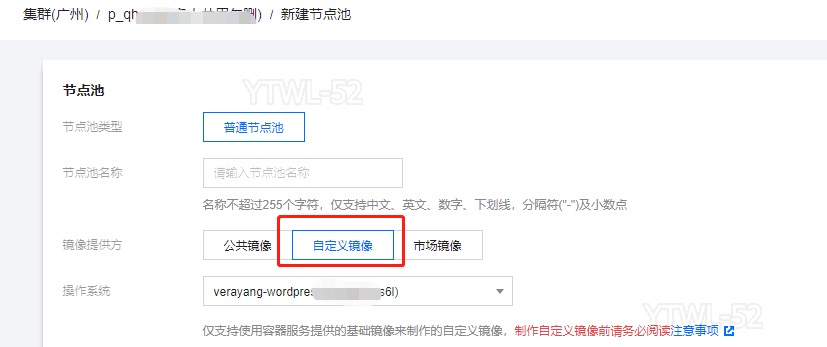 集群(广州) / p_qh 删) / 新建节点池
YTWL-52
节点池
节点池类型 普通节点池
节点池名称 请输入节点池名称
名称不超过255个字符，仅支持中文、英文、数字、下划线，分隔符("-")及小数点
镜像提供方 公共镜像 自定义镜像 市场镜像
操作系统 verayang-wordpres s6l)
YTWL-52
仅支持使用容器服务提供的基础镜像来制作的自定义镜像，制作自定义镜像前请务必阅读注意事项